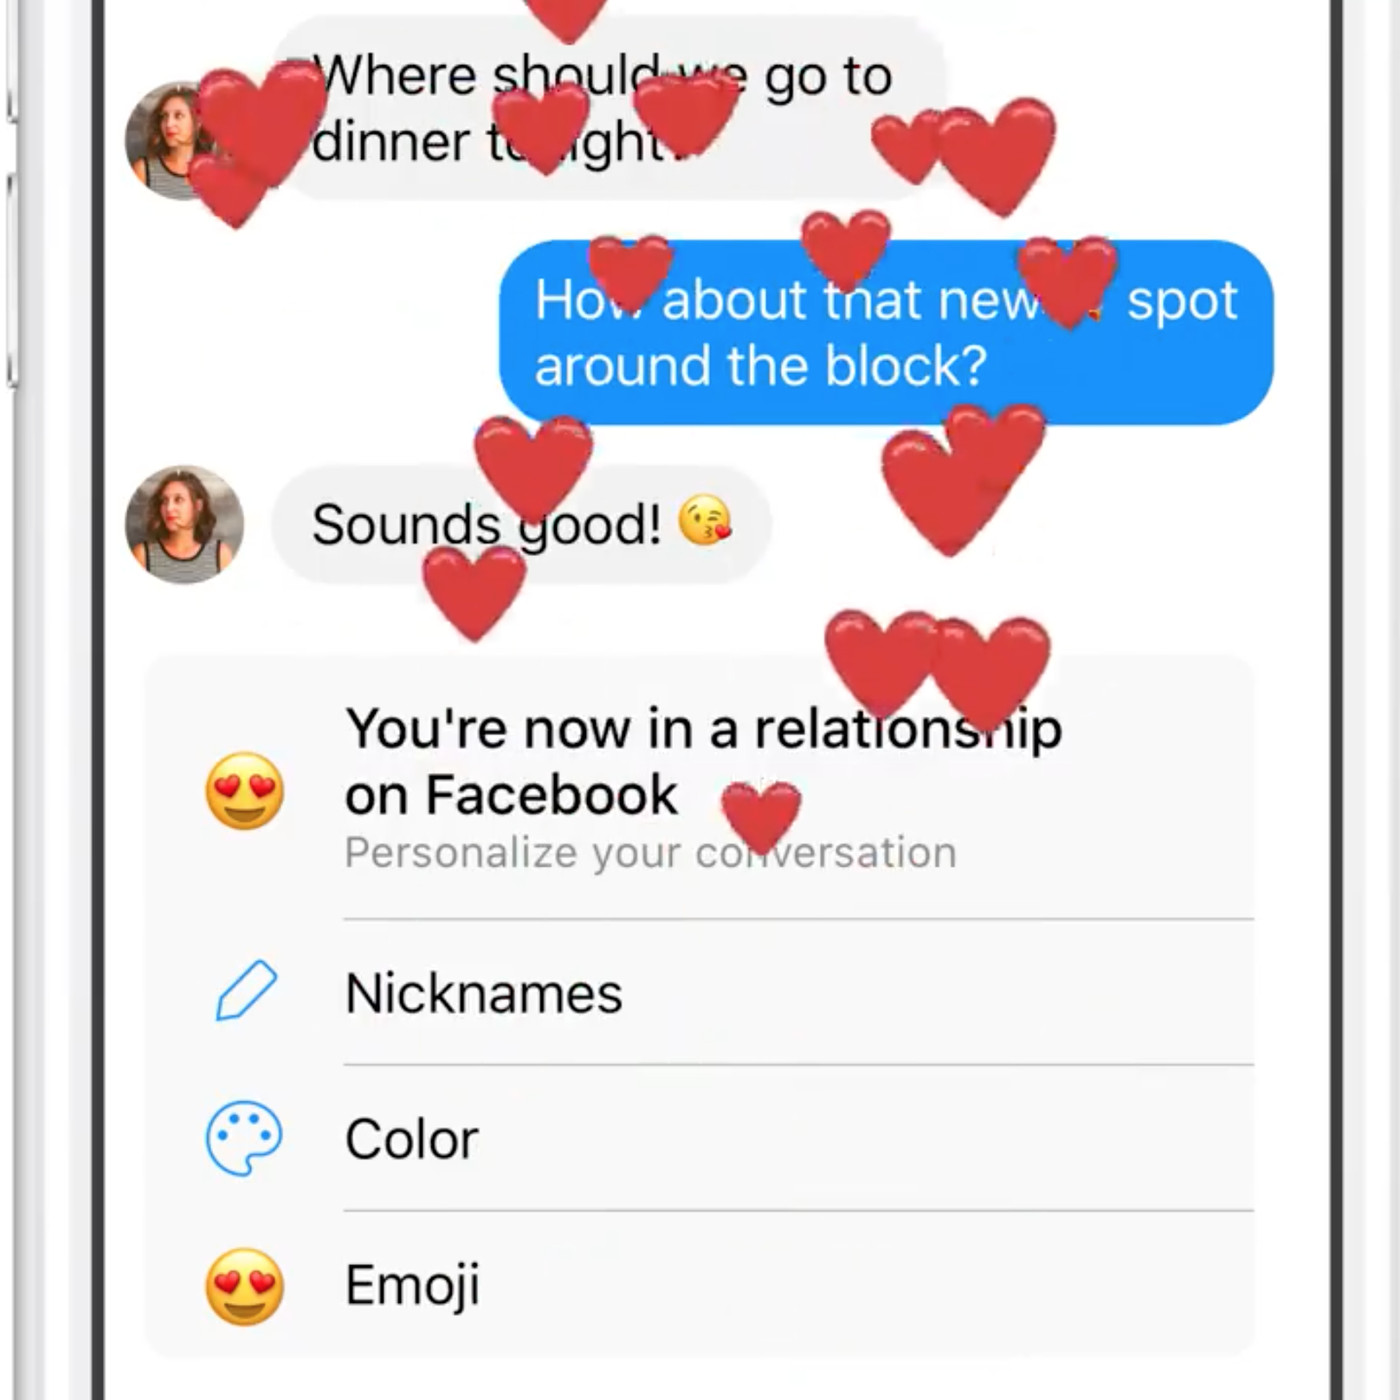 Where should we go to
dinner tonight?
How about that new spot
around the block?
Sounds good! 😘
You're now in a relationship
on Facebook
Personalize your conversation
Nicknames
Color
Emoji